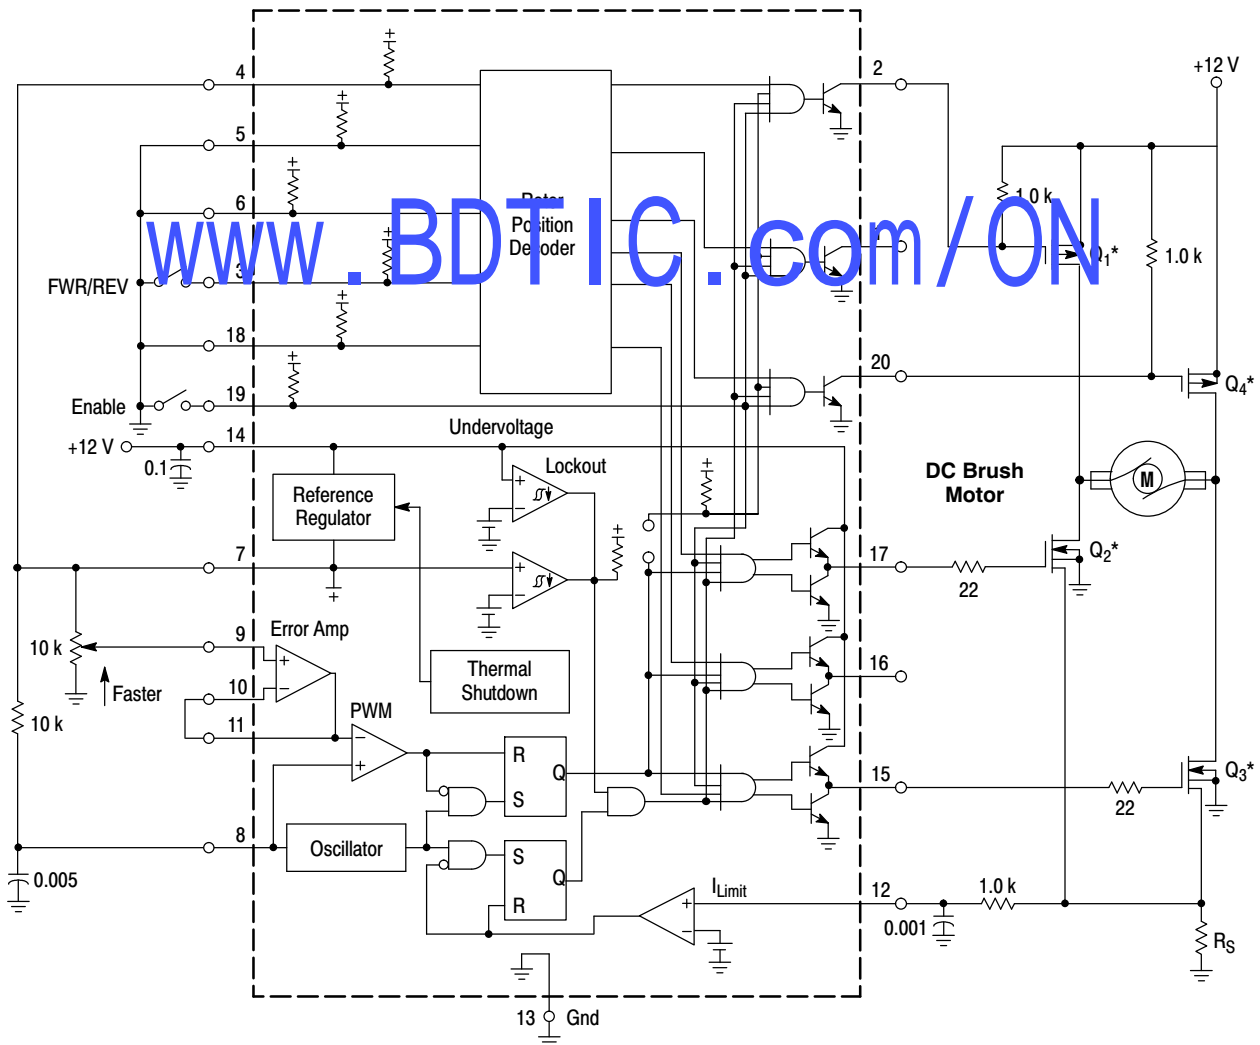 4
2
+12 V
5
6
1.0 k
Rotor
Position
Decoder
www.BDTIC.com/ON
1
Q1*
1.0 k
FWR/REV
3
18
20
Q4*
Enable
19
+12 V
14
Undervoltage
Lockout
0.1
Reference
Regulator
DC Brush
Motor
M
7
17
22
Q2*
10 k
9
Error Amp
Faster
10
11
10 k
Thermal
Shutdown
16
PWM
R
Q
S
15
22
Q3*
8
Oscillator
0.005
S
Q
R
ILimit
12
1.0 k
0.001
RS
13
Gnd